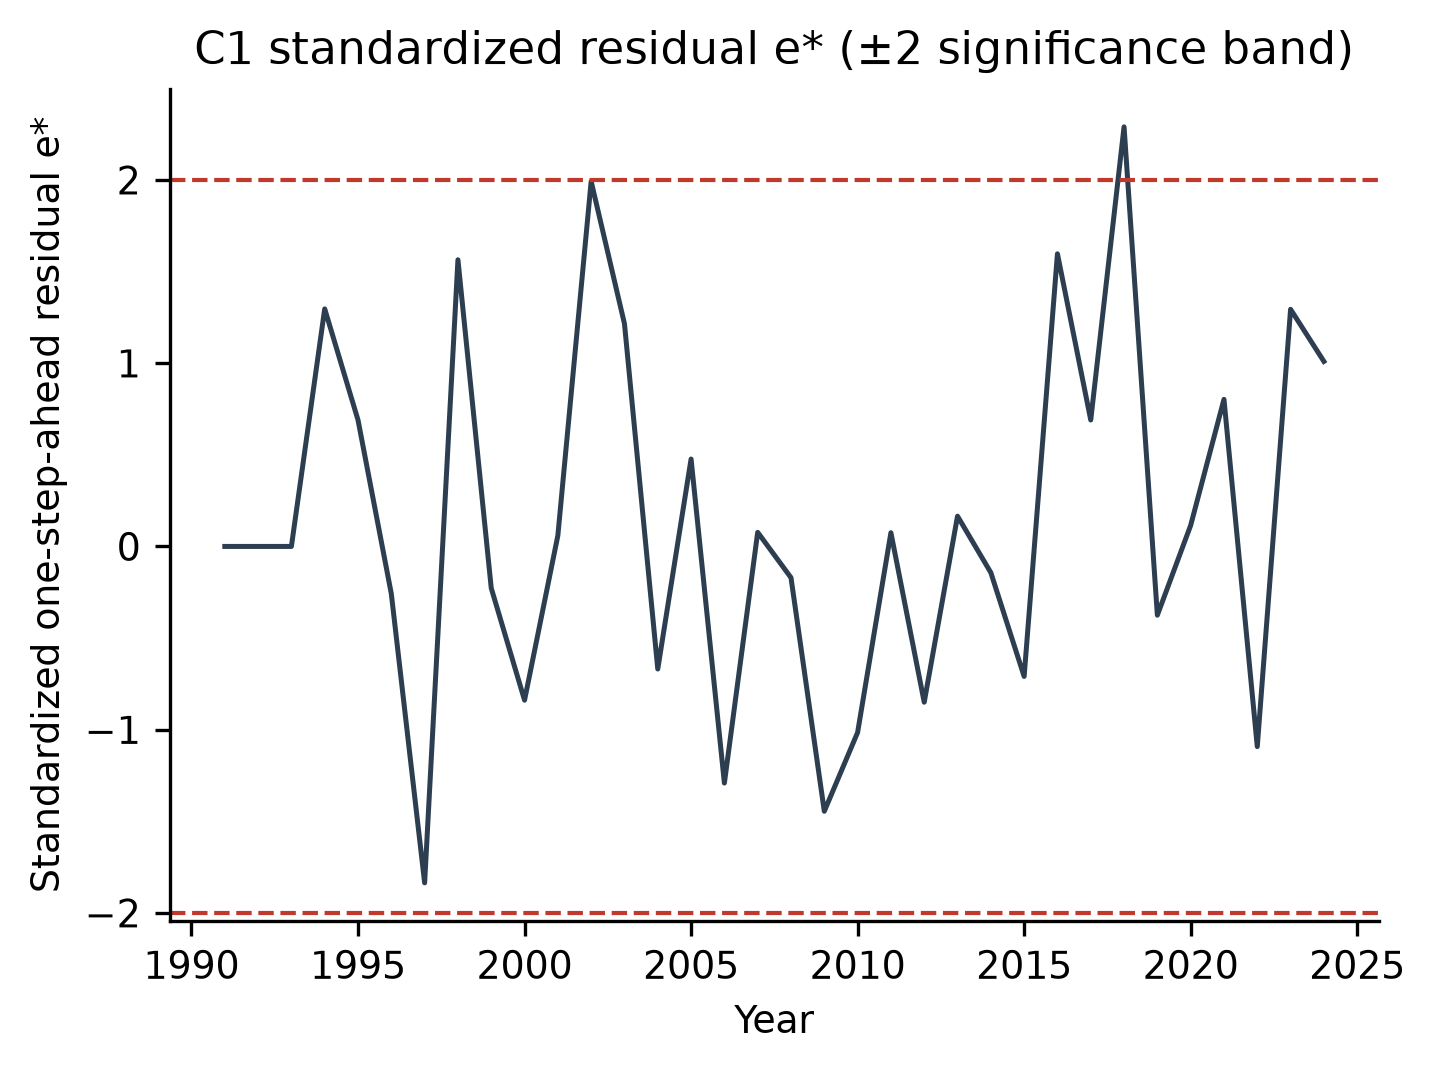 C1 standardized residual e* (±2 significance band)
Standardized one-step-ahead residual e*
2
1
0
−1
−2
1990 1995 2000 2005 2010 2015 2020 2025
Year